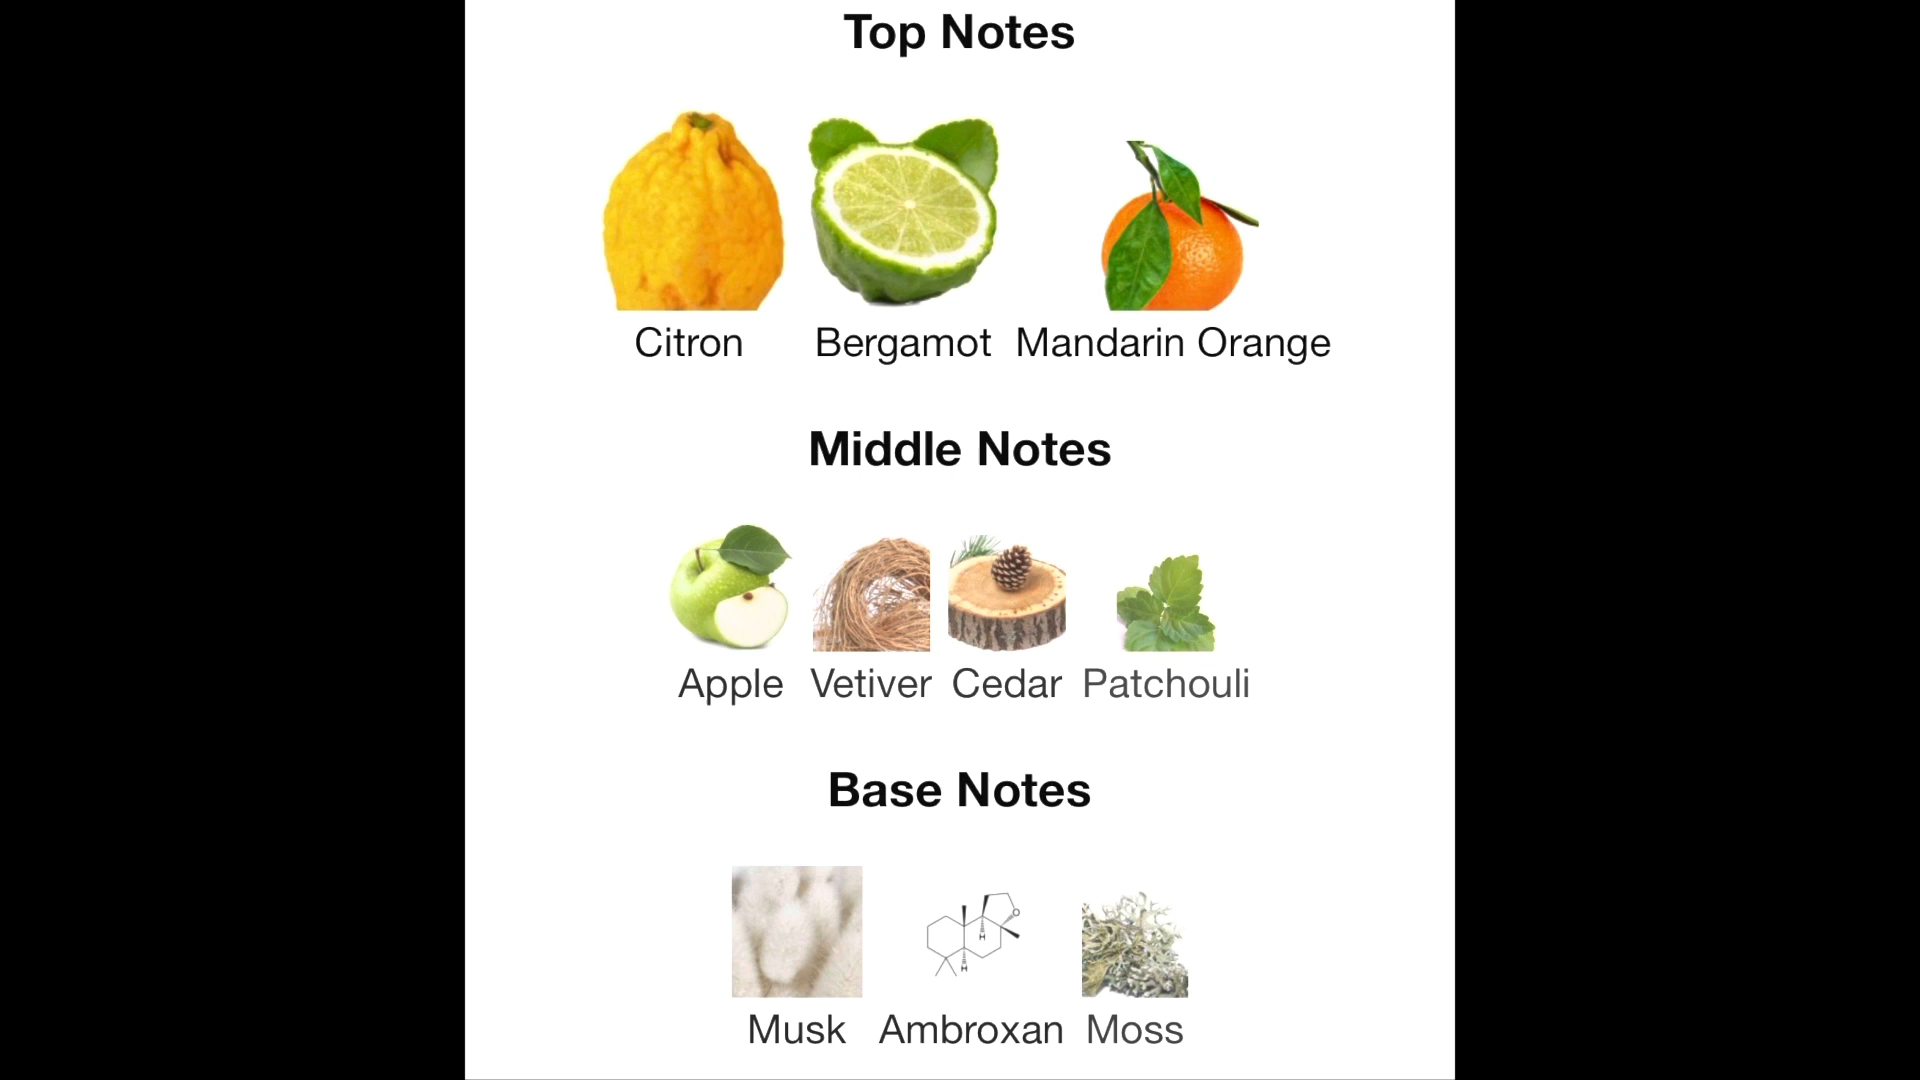 Top Notes
Citron Bergamot Mandarin Orange
Middle Notes
Apple Vetiver Cedar Patchouli
Base Notes
O
H
H
Musk Ambroxan Moss